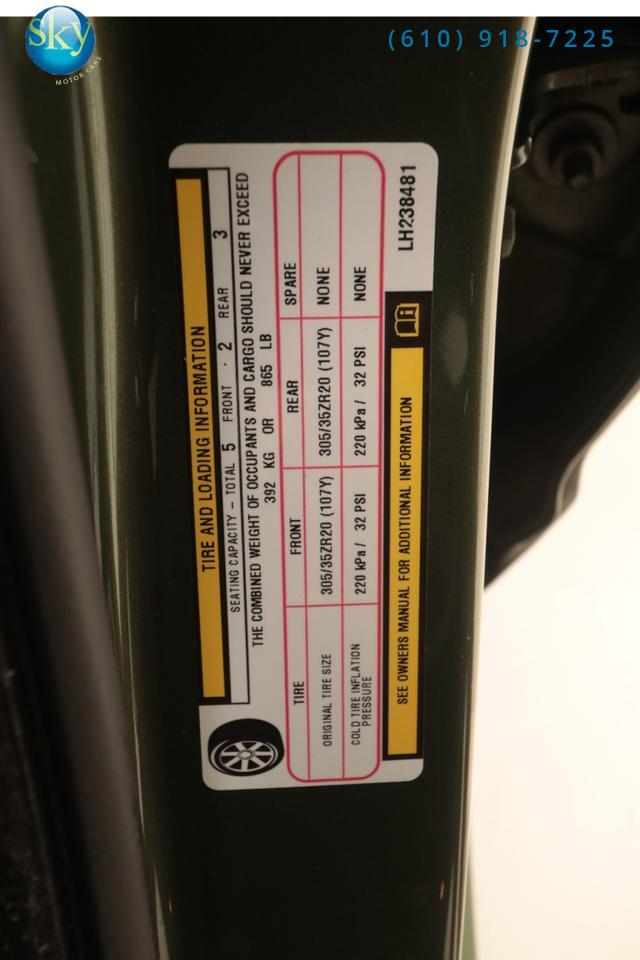 Sky
MOTOR CARS
(610) 918-7225
TIRE AND LOADING INFORMATION
SEATING CAPACITY - TOTAL 5 FRONT 2 REAR 3
THE COMBINED WEIGHT OF OCCUPANTS AND CARGO SHOULD NEVER EXCEED
392 KG OR 865 LB
TIRE FRONT REAR SPARE
ORIGINAL TIRE SIZE 305/35ZR20 (107Y) 305/35ZR20 (107Y) NONE
COLD TIRE INFLATION PRESSURE 220 kPa / 32 PSI 220 kPa / 32 PSI NONE
SEE OWNERS MANUAL FOR ADDITIONAL INFORMATION
LH238481